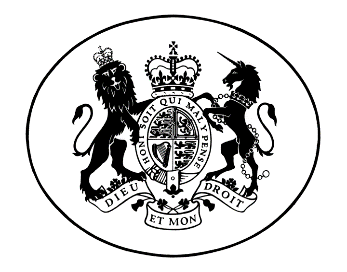 HONI SOIT QUI MAL Y PENSE
DIEU ET MON DROIT